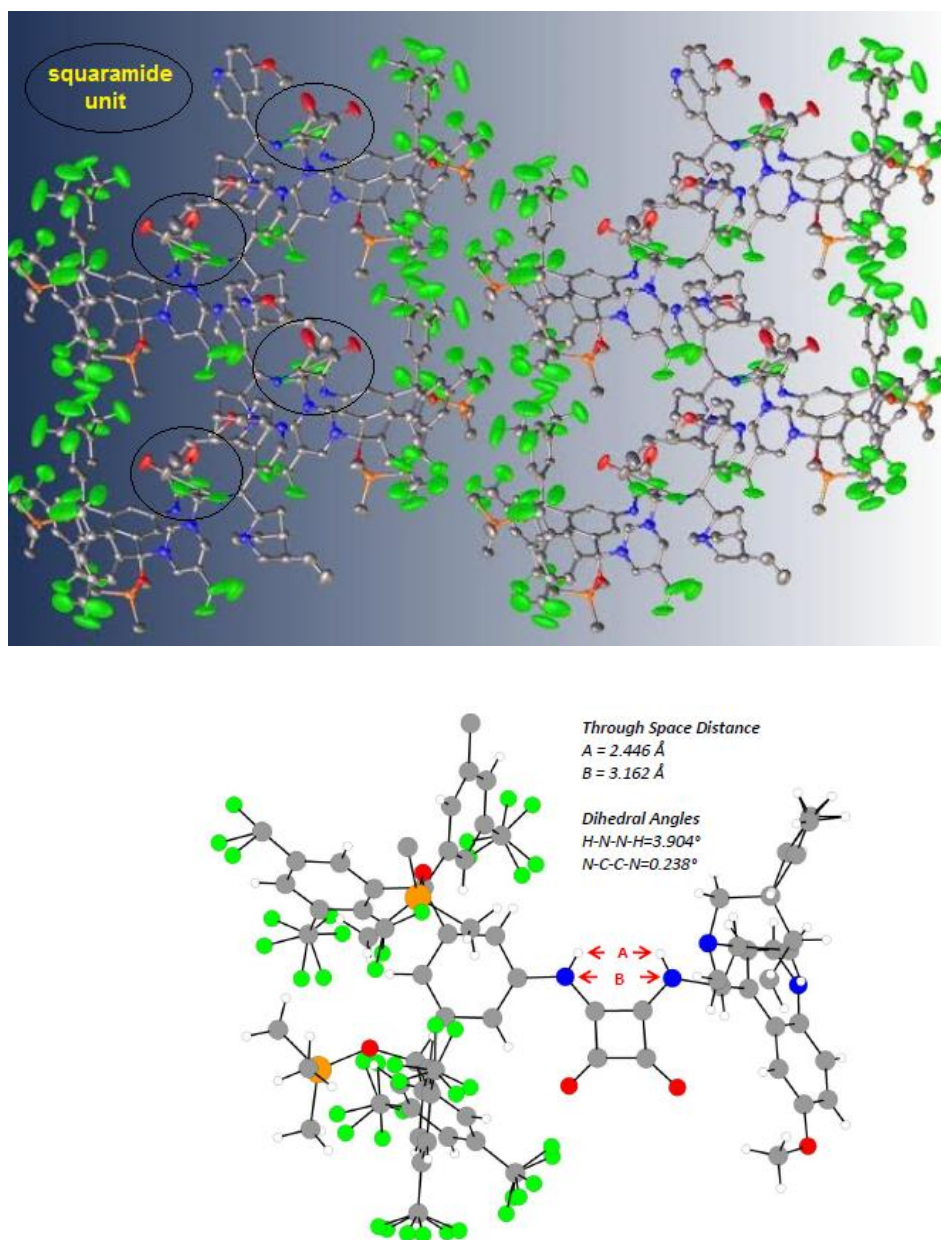 squaramide
unit
Through Space Distance
A = 2.446 Å
B = 3.162 Å
Dihedral Angles
H-N-N-H=3.904°
N-C-C-N=0.238°
A
B